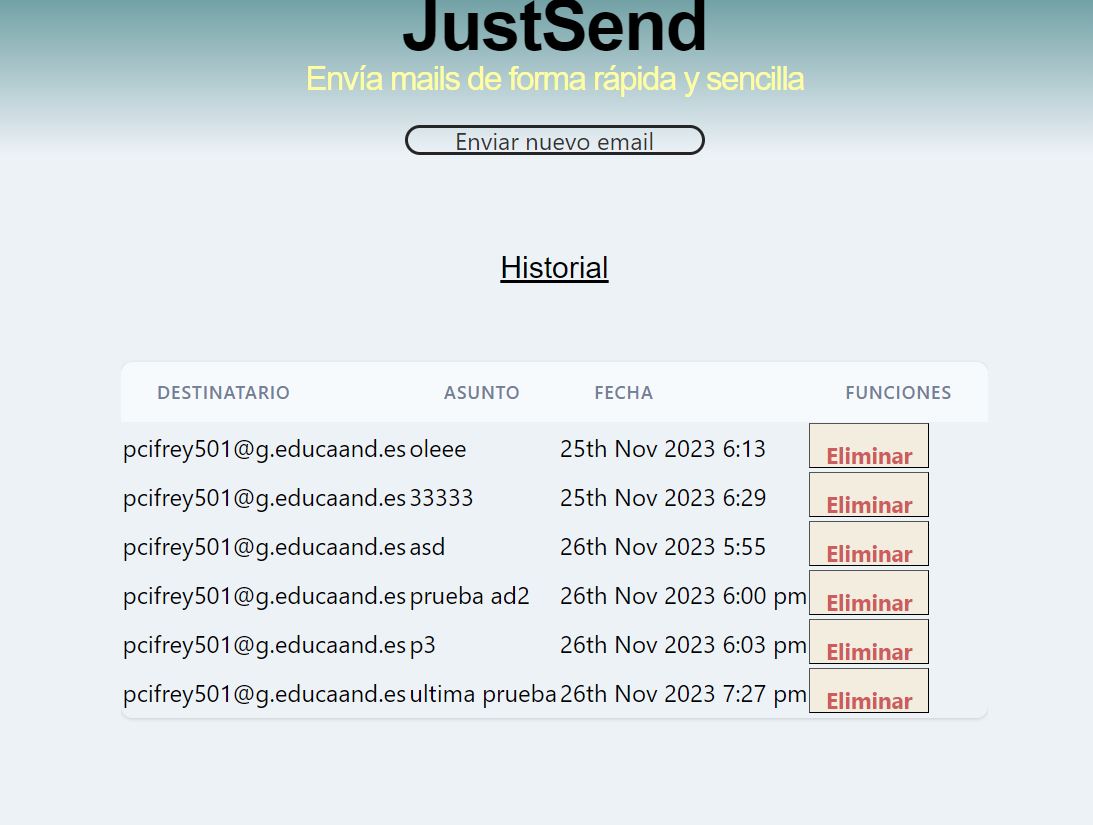 JustSend
Envía mails de forma rápida y sencilla
Enviar nuevo email
Historial
DESTINATARIO ASUNTO FECHA FUNCIONES
pcifrey501@g.educaand.es oleee 25th Nov 2023 6:13 Eliminar
pcifrey501@g.educaand.es 33333 25th Nov 2023 6:29 Eliminar
pcifrey501@g.educaand.es asd 26th Nov 2023 5:55 Eliminar
pcifrey501@g.educaand.es prueba ad2 26th Nov 2023 6:00 pm Eliminar
pcifrey501@g.educaand.es p3 26th Nov 2023 6:03 pm Eliminar
pcifrey501@g.educaand.es ultima prueba 26th Nov 2023 7:27 pm Eliminar